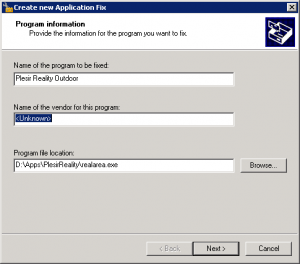 Create new Application Fix
Program information
Provide the information for the program you want to fix.
Name of the program to be fixed:
Plesir Reality Outdoor
Name of the vendor for this program:
<Unknown>
Program file location:
D:\Apps\PlesirReality\realarea.exe
Browse...
< Back
Next >
Cancel